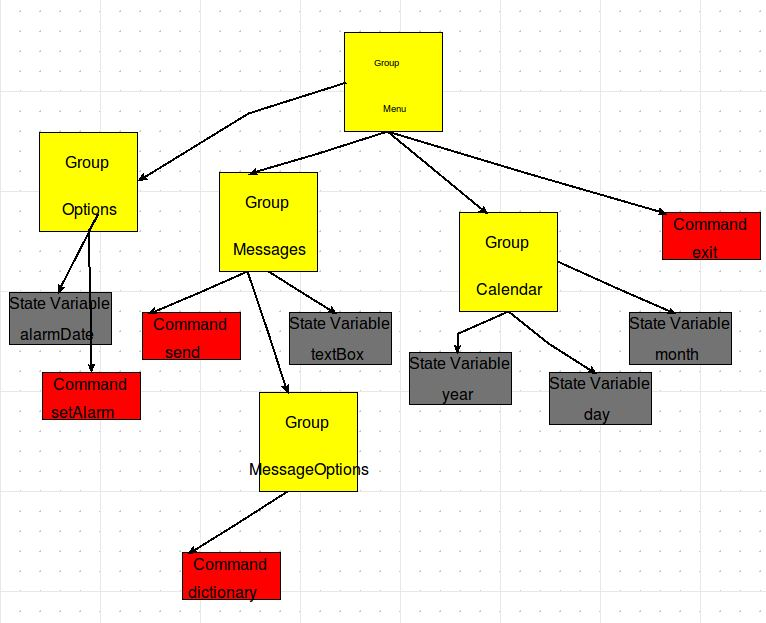 Group
Menu
Group
Options
Group
Messages
Group
Calendar
Command
exit
State Variable
alarmDate
Command
send
State Variable
textBox
State Variable
month
State Variable
year
State Variable
day
Command
setAlarm
Group
MessageOptions
Command
dictionary